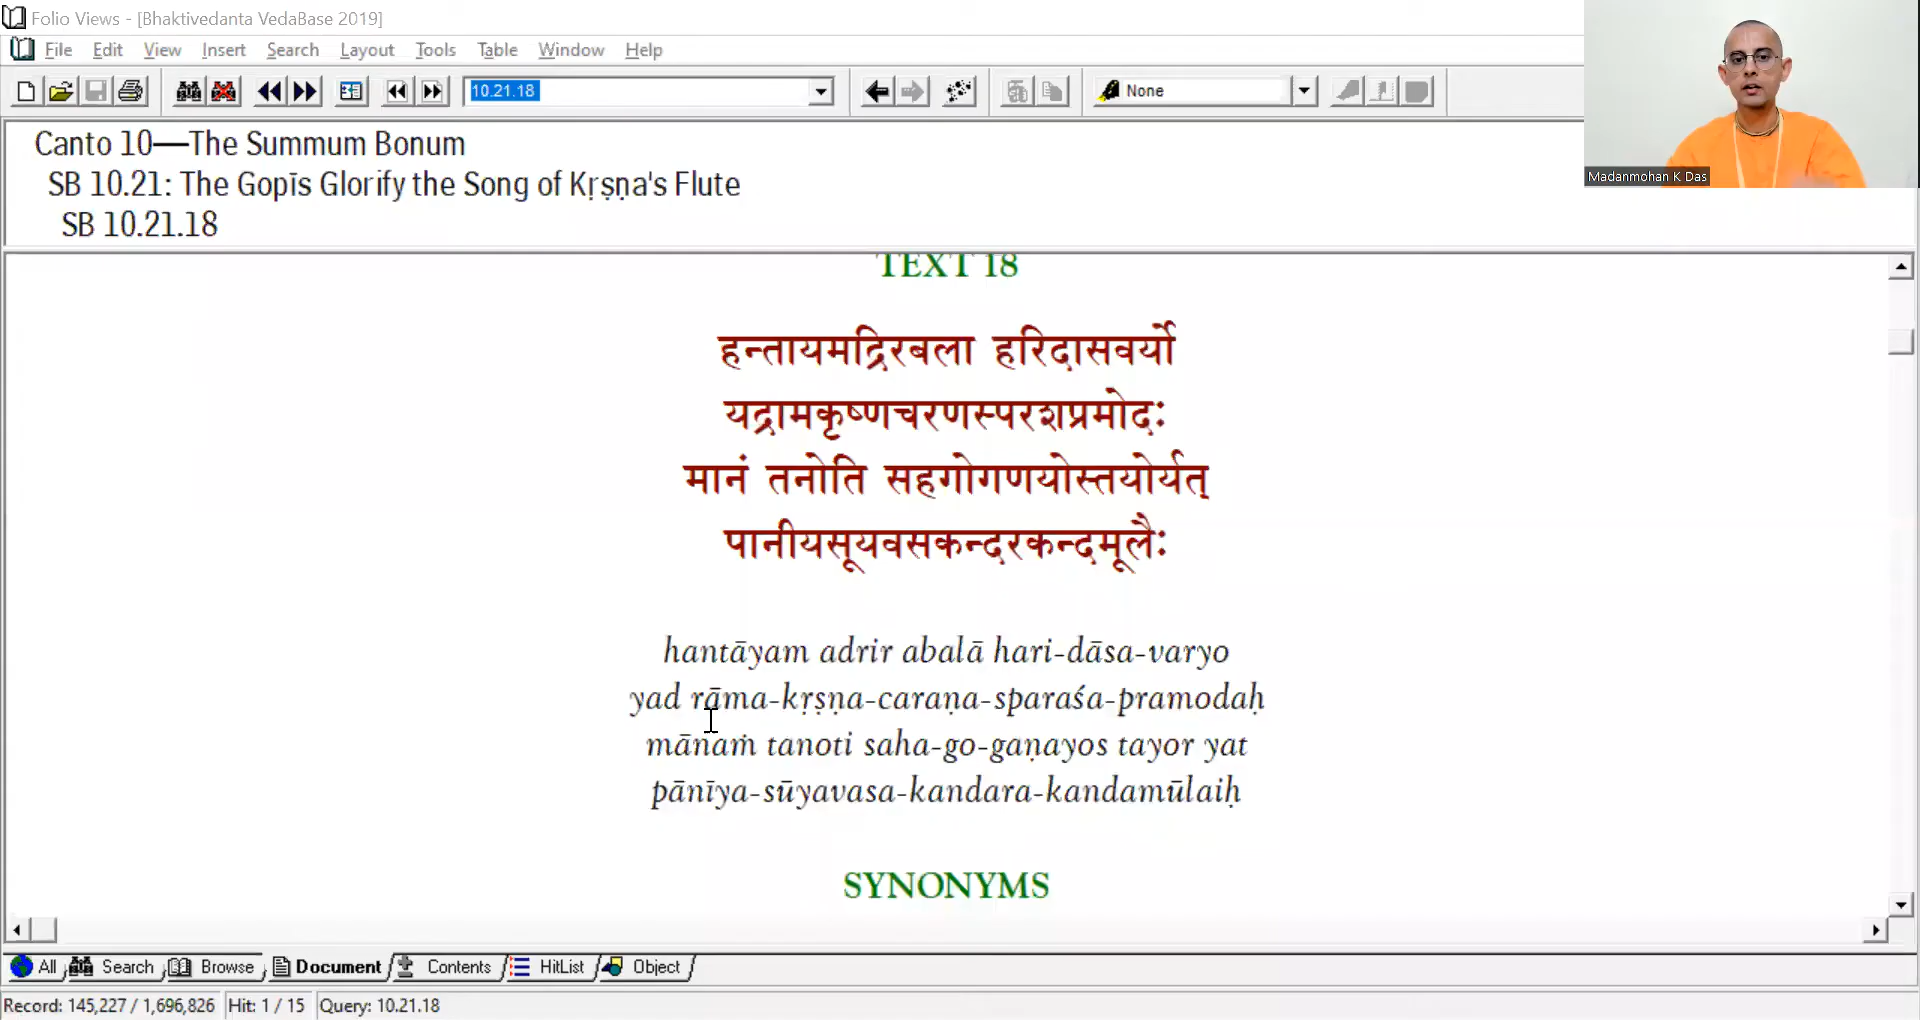 Folio Views - [Bhaktivedanta VedaBase 2019]
File Edit View Insert Search Layout Tools Table Window Help
10.21.18 None
Canto 10—The Summum Bonum
SB 10.21: The Gopīs Glorify the Song of Kṛṣṇa's Flute
SB 10.21.18
Madanmohan K Das
TEXT 18
हन्तायमद्रिरबला हरिदासवर्यो
यद्रामकृष्णचरणस्परशप्रमोदः
मानं तनोति सहगोगणयोस्तयोर्यत्
पानीयसूयवसकन्दरकन्दमूलैः
hantāyam adrir abalā hari-dāsa-varyo
yad rāma-kṛṣṇa-caraṇa-sparaśa-pramodaḥ
mānaṁ tanoti saha-go-gaṇayos tayor yat
pānīya-sūyavasa-kandara-kandamūlaiḥ
SYNONYMS
All Search Browse Document Contents HitList Object
Record: 145,227 / 1,696,826 Hit: 1 / 15 Query: 10.21.18